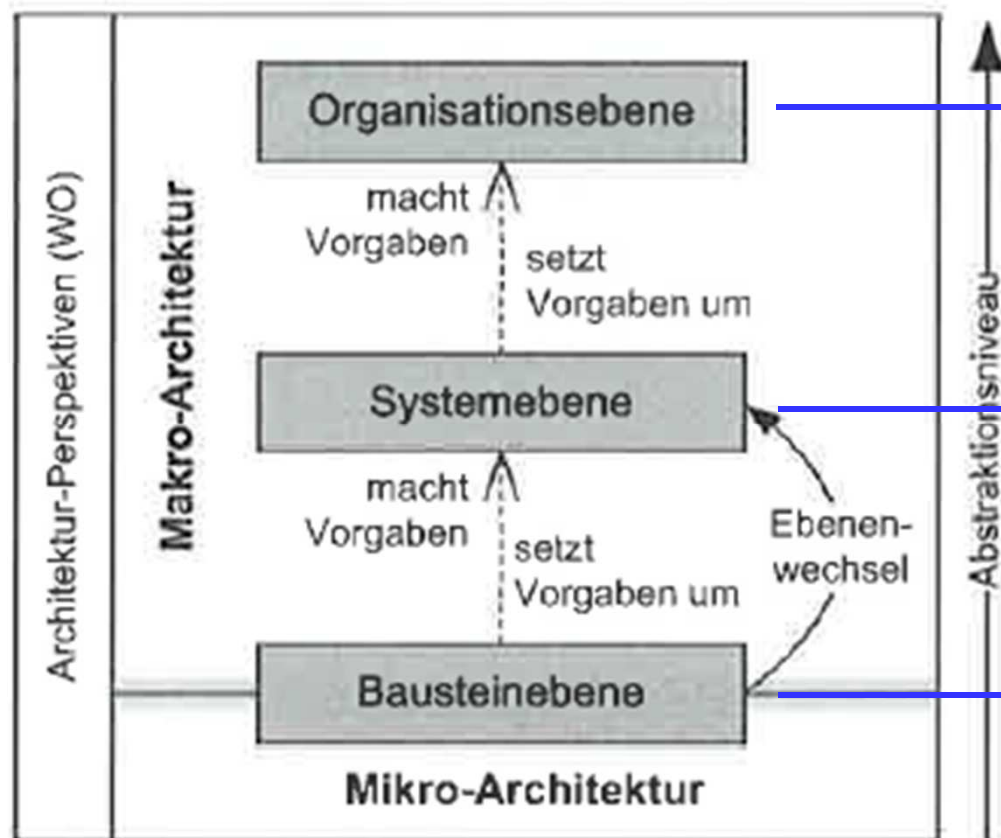 Architektur-Perspektiven (WO)
Makro-Architektur
Organisationsebene
macht
Vorgaben
setzt
Vorgaben um
Systemebene
macht
Vorgaben
setzt
Vorgaben um
Ebenen-
wechsel
Bausteinebene
Mikro-Architektur
Abstraktionsniveau